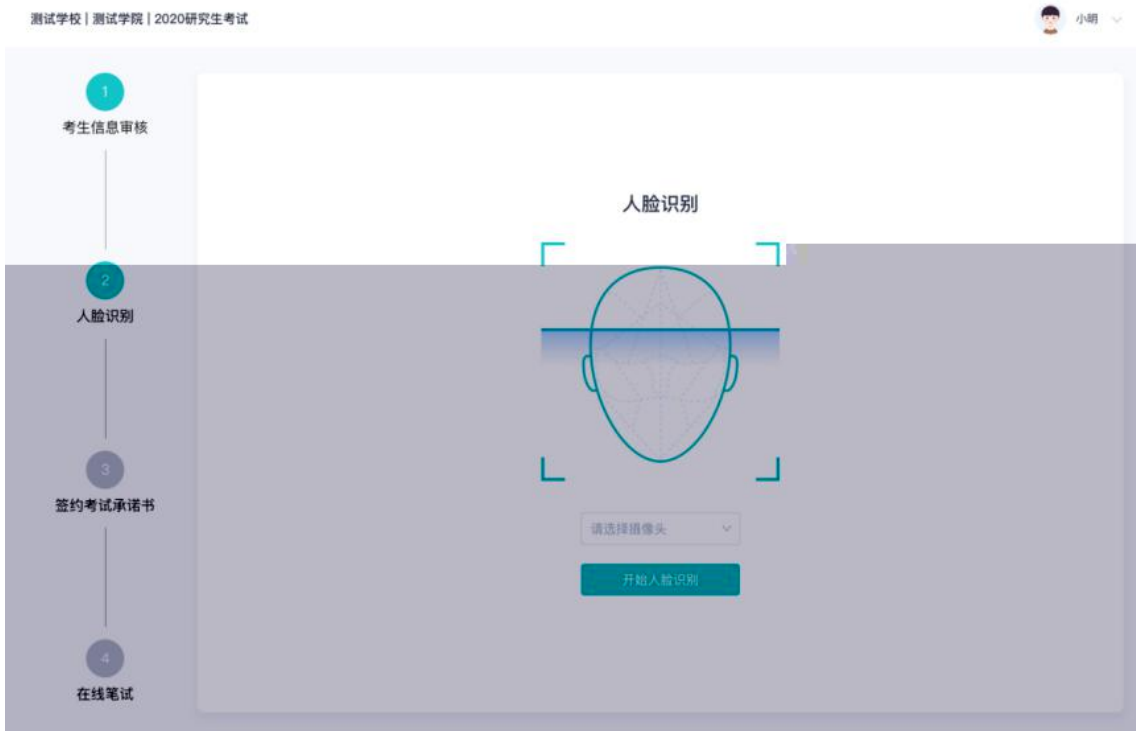 测试学校 | 测试学院 | 2020研究生考试
小明
1
考生信息审核
人脸识别
2
人脸识别
3
签约考试承诺书
请选择摄像头
开始人脸识别
4
在线笔试